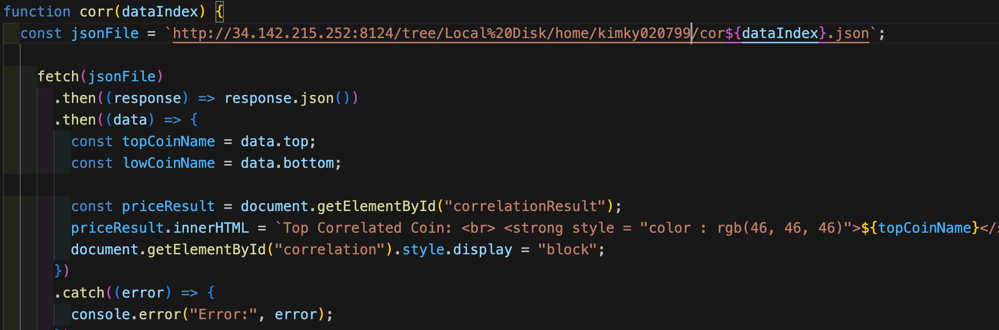 function corr(dataIndex) {
const jsonFile = `http://34.142.215.252:8124/tree/Local%20Disk/home/kimky020799/cor${dataIndex}.json`;
fetch(jsonFile)
.then((response) => response.json())
.then((data) => {
const topCoinName = data.top;
const lowCoinName = data.bottom;
const priceResult = document.getElementById("correlationResult");
priceResult.innerHTML = `Top Correlated Coin: <br> <strong style = "color : rgb(46, 46, 46)">${topCoinName}</
document.getElementById("correlation").style.display = "block";
})
.catch((error) => {
console.error("Error:", error);